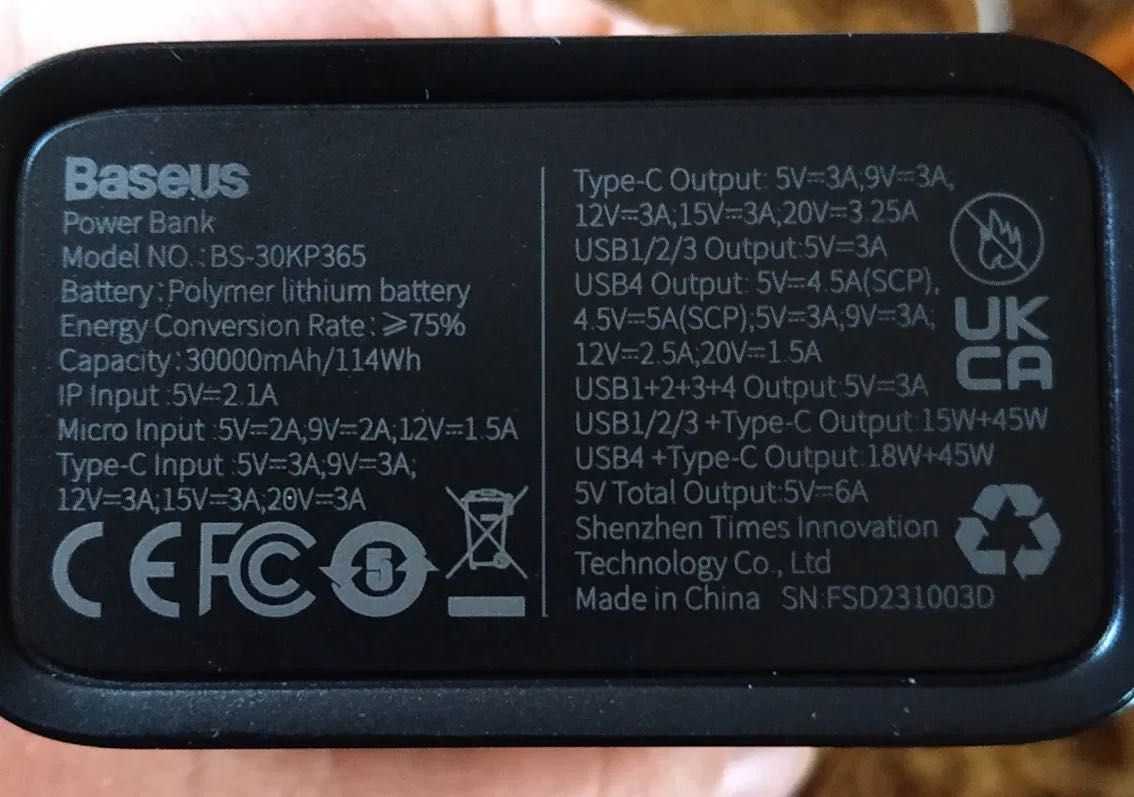 Baseus
Power Bank
Model NO.:BS-30KP365
Battery:Polymer lithium battery
Energy Conversion Rate:⩾75%
Capacity:30000mAh/114Wh
IP Input:5V⎓2.1A
Micro Input:5V⎓2A,9V⎓2A,12V⎓1.5A
Type-C Input:5V⎓3A,9V⎓3A;
12V⎓3A;15V⎓3A;20V⎓3A
CE FC 5
Type-C Output:5V⎓3A,9V⎓3A,
12V⎓3A;15V⎓3A;20V⎓3.25A
USB1/2/3 Output:5V⎓3A
USB4 Output: 5V⎓4.5A(SCP),
4.5V⎓5A(SCP),5V⎓3A,9V⎓3A;
12V⎓2.5A;20V⎓1.5A
USB1+2+3+4 Output:5V⎓3A
USB1/2/3 +Type-C Output:15W+45W
USB4 +Type-C Output:18W+45W
5V Total Output:5V⎓6A
Shenzhen Times Innovation
Technology Co., Ltd
Made in China SN:FSD231003D
UK
CA